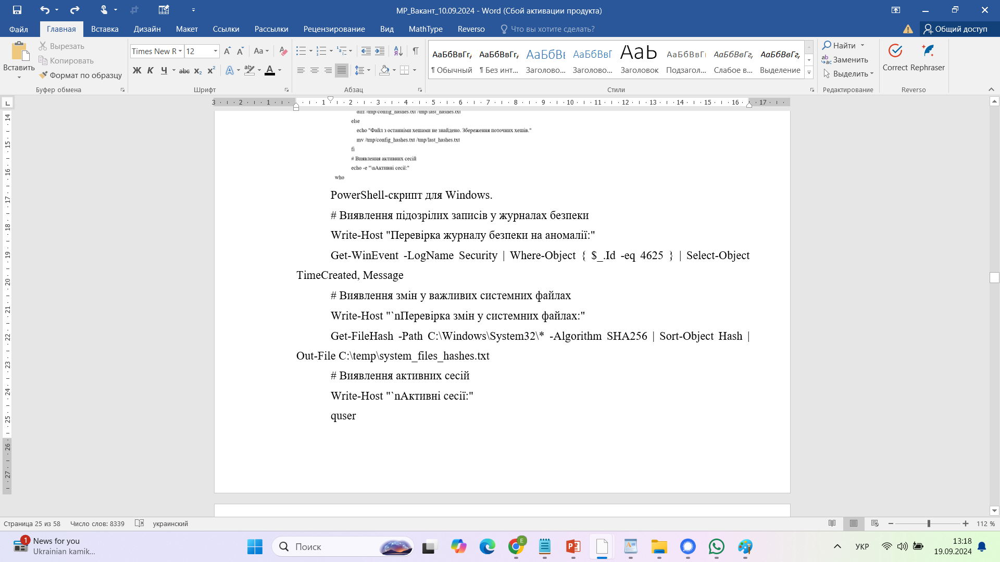 МР_Вакант_10.09.2024 - Word (Сбой активации продукта)
Файл Главная Вставка Дизайн Макет Ссылки Рассылки Рецензирование Вид MathType Reverso Что вы хотите сделать? Общий доступ
Вставить
Вырезать
Копировать
Формат по образцу
Буфер обмена
Times New R 12 Aa
Ж К Ч abc x₂ x² A ab A
Шрифт
Абзац
АаБбВвГг, АаБбВвГг, АаБбВі АаБбВвГ АаЬ АаБбВвГ АаБбВвГг, АаБбВвГг,
¶ Обычный ¶ Без инт... Заголово... Заголово... Заголовок Подзагол... Слабое в... Выделение
Стили
Найти
Заменить
Выделить
Редактирование
Correct Rephraser
Reverso
3 2 1 1 2 3 4 5 6 7 8 9 10 11 12 13 14 15 16 17
14 15 16 17 18 19 20 21 22 23 24 25 26 27
diff /tmp/config_hashes.txt /tmp/last_hashes.txt
else
echo "Файл з останніми хешами не знайдено. Збереження поточних хешів."
mv /tmp/config_hashes.txt /tmp/last_hashes.txt
fi
# Виявлення активних сесій
echo -e "\nАктивні сесії:"
who
PowerShell-скрипт для Windows.
# Виявлення підозрілих записів у журналах безпеки
Write-Host "Перевірка журналу безпеки на аномалії:"
Get-WinEvent -LogName Security | Where-Object { $_.Id -eq 4625 } | Select-Object
TimeCreated, Message
# Виявлення змін у важливих системних файлах
Write-Host "`nПеревірка змін у системних файлах:"
Get-FileHash -Path C:\Windows\System32\* -Algorithm SHA256 | Sort-Object Hash |
Out-File C:\temp\system_files_hashes.txt
# Виявлення активних сесій
Write-Host "`nАктивні сесії:"
quser
Страница 25 из 58 Число слов: 8339 украинский 112 %
1 News for you
Ukrainian kamik...
Поиск
E
УКР
13:18
19.09.2024